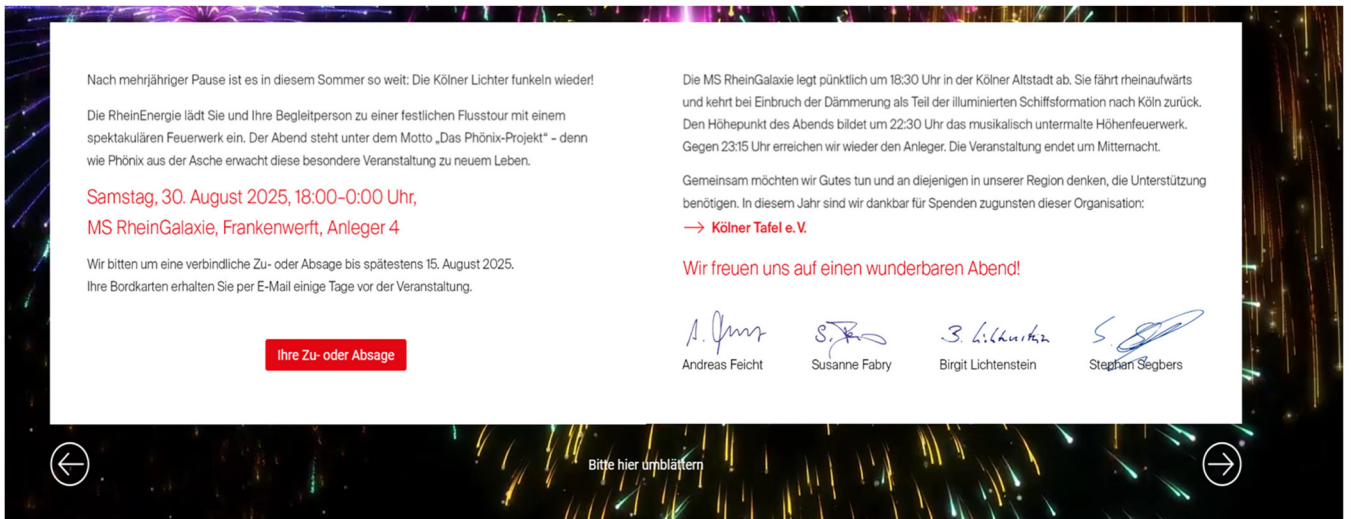 Nach mehrjähriger Pause ist es in diesem Sommer so weit: Die Kölner Lichter funkeln wieder!
Die RheinEnergie lädt Sie und Ihre Begleitperson zu einer festlichen Flusstour mit einem
spektakulären Feuerwerk ein. Der Abend steht unter dem Motto „Das Phönix-Projekt“ – denn
wie Phönix aus der Asche erwacht diese besondere Veranstaltung zu neuem Leben.
Samstag, 30. August 2025, 18:00–0:00 Uhr,
MS RheinGalaxie, Frankenwerft, Anleger 4
Wir bitten um eine verbindliche Zu- oder Absage bis spätestens 15. August 2025.
Ihre Bordkarten erhalten Sie per E-Mail einige Tage vor der Veranstaltung.
Ihre Zu- oder Absage
Die MS RheinGalaxie legt pünktlich um 18:30 Uhr in der Kölner Altstadt ab. Sie fährt rheinaufwärts
und kehrt bei Einbruch der Dämmerung als Teil der illuminierten Schiffsformation nach Köln zurück.
Den Höhepunkt des Abends bildet um 22:30 Uhr das musikalisch untermalte Höhenfeuerwerk.
Gegen 23:15 Uhr erreichen wir wieder den Anleger. Die Veranstaltung endet um Mitternacht.
Gemeinsam möchten wir Gutes tun und an diejenigen in unserer Region denken, die Unterstützung
benötigen. In diesem Jahr sind wir dankbar für Spenden zugunsten dieser Organisation:
→ Kölner Tafel e. V.
Wir freuen uns auf einen wunderbaren Abend!
Andreas Feicht Susanne Fabry Birgit Lichtenstein Stephan Segbers
Bitte hier umblättern